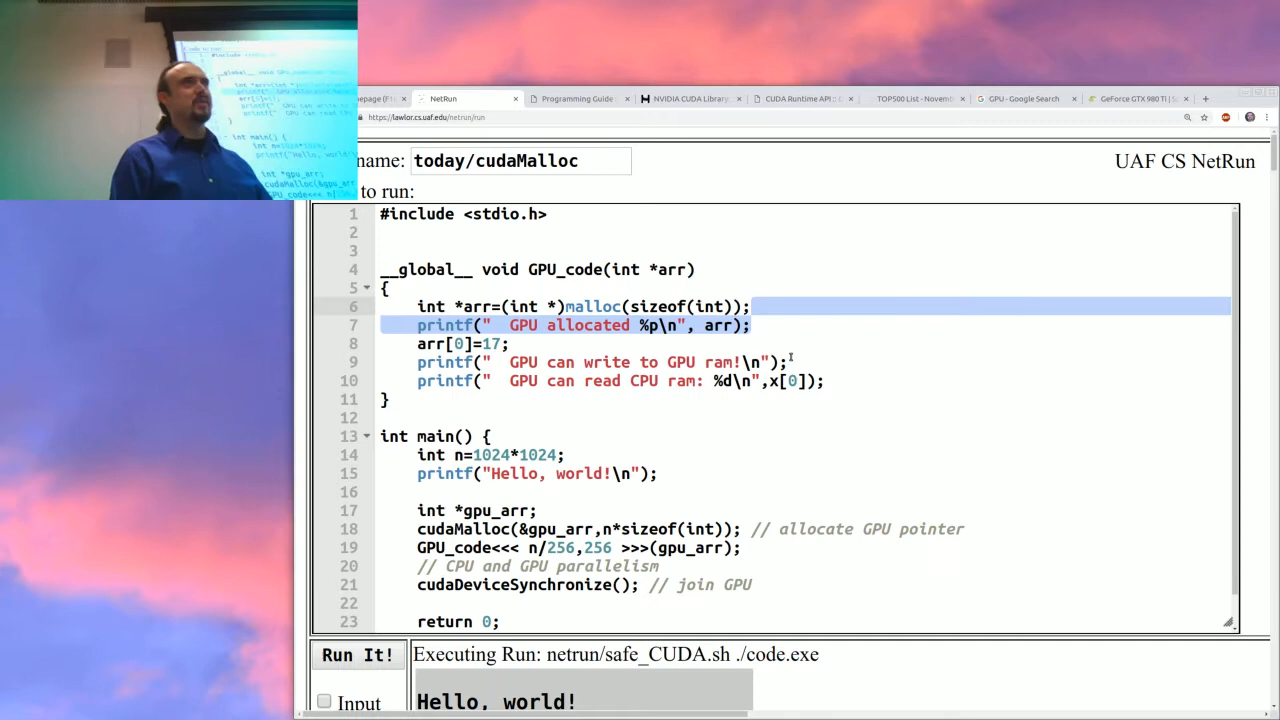 NetRun
Programming Guide
NVIDIA CUDA Library
CUDA Runtime API ::
TOP500 List - Novem
GPU - Google Search
GeForce GTX 980 Ti | S
https://lawlor.cs.uaf.edu/netrun/run
name: today/cudaMalloc
UAF CS NetRun
to run:
1 #include <stdio.h>
2
3
4 __global__ void GPU_code(int *arr)
5 {
6 int *arr=(int *)malloc(sizeof(int));
7 printf("  GPU allocated %p\n", arr);
8 arr[0]=17;
9 printf("  GPU can write to GPU ram!\n");
10 printf("  GPU can read CPU ram: %d\n",x[0]);
11 }
12
13 int main() {
14 int n=1024*1024;
15 printf("Hello, world!\n");
16
17 int *gpu_arr;
18 cudaMalloc(&gpu_arr,n*sizeof(int)); // allocate GPU pointer
19 GPU_code<<< n/256,256 >>>(gpu_arr);
20 // CPU and GPU parallelism
21 cudaDeviceSynchronize(); // join GPU
22
23 return 0;
Run It!
Executing Run: netrun/safe_CUDA.sh ./code.exe
Input
Hello, world!